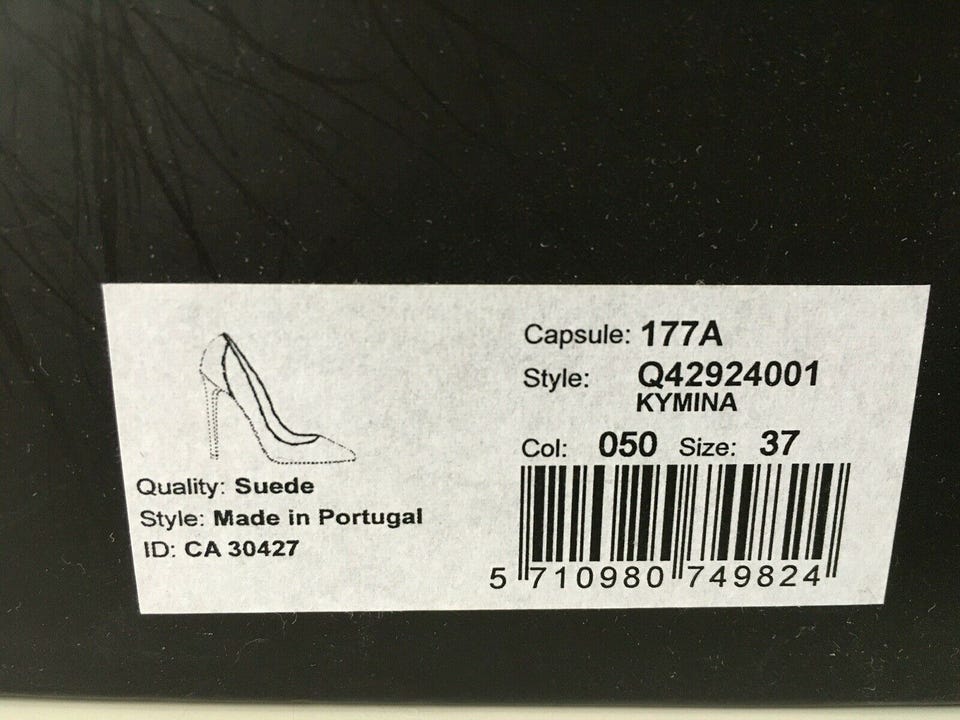 Capsule: 177A
Style: Q42924001
KYMINA
Col: 050 Size: 37
5 710980 749824
Quality: Suede
Style: Made in Portugal
ID: CA 30427